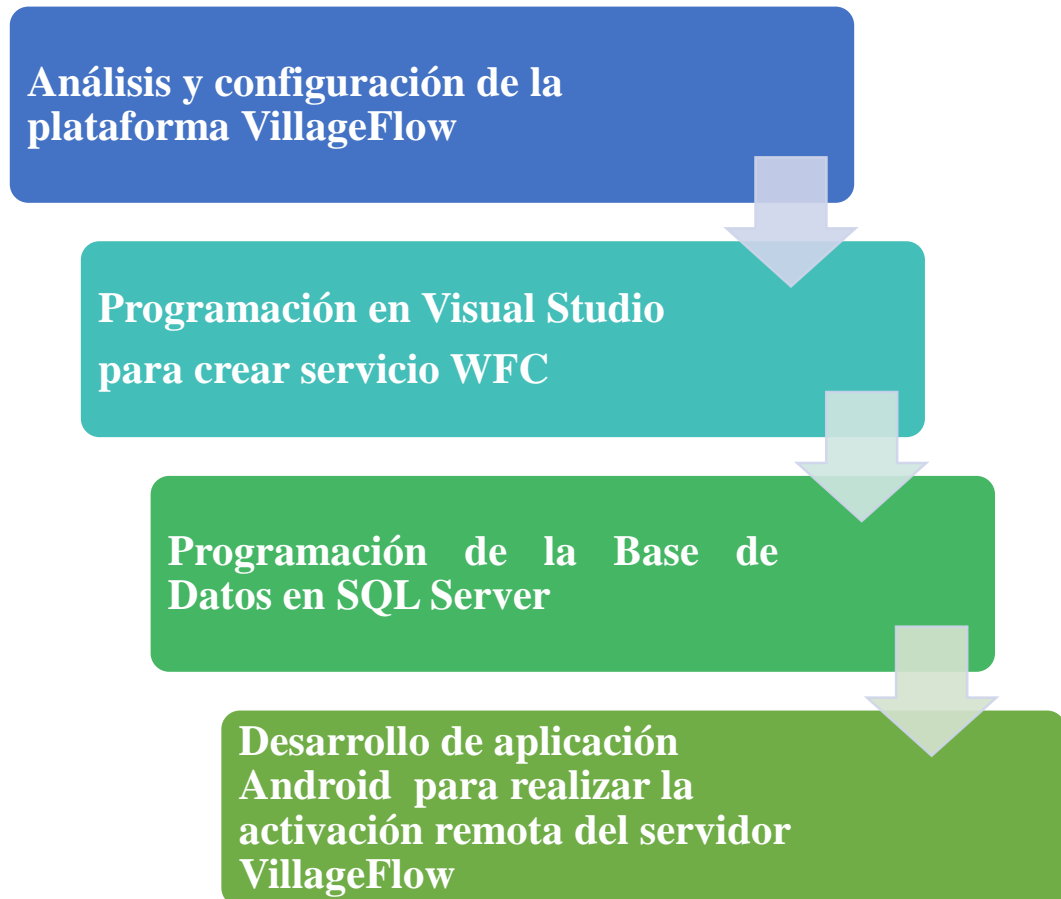 Análisis y configuración de la
plataforma VillageFlow
Programación en Visual Studio
para crear servicio WFC
Programación de la Base de
Datos en SQL Server
Desarrollo de aplicación
Android para realizar la
activación remota del servidor
VillageFlow